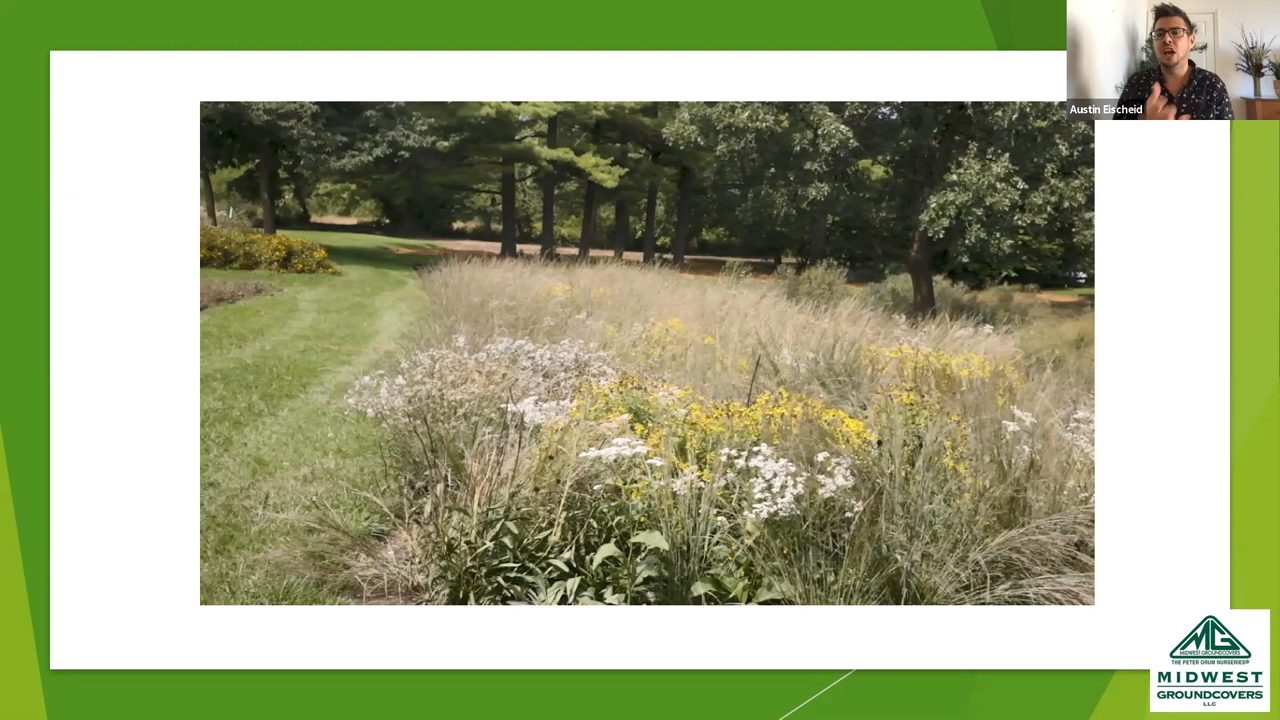 Austin Eischeid
MG
MIDWEST GROUNDCOVERS
THE PETER ORUM NURSERIES®
MIDWEST
GROUNDCOVERS
LLC